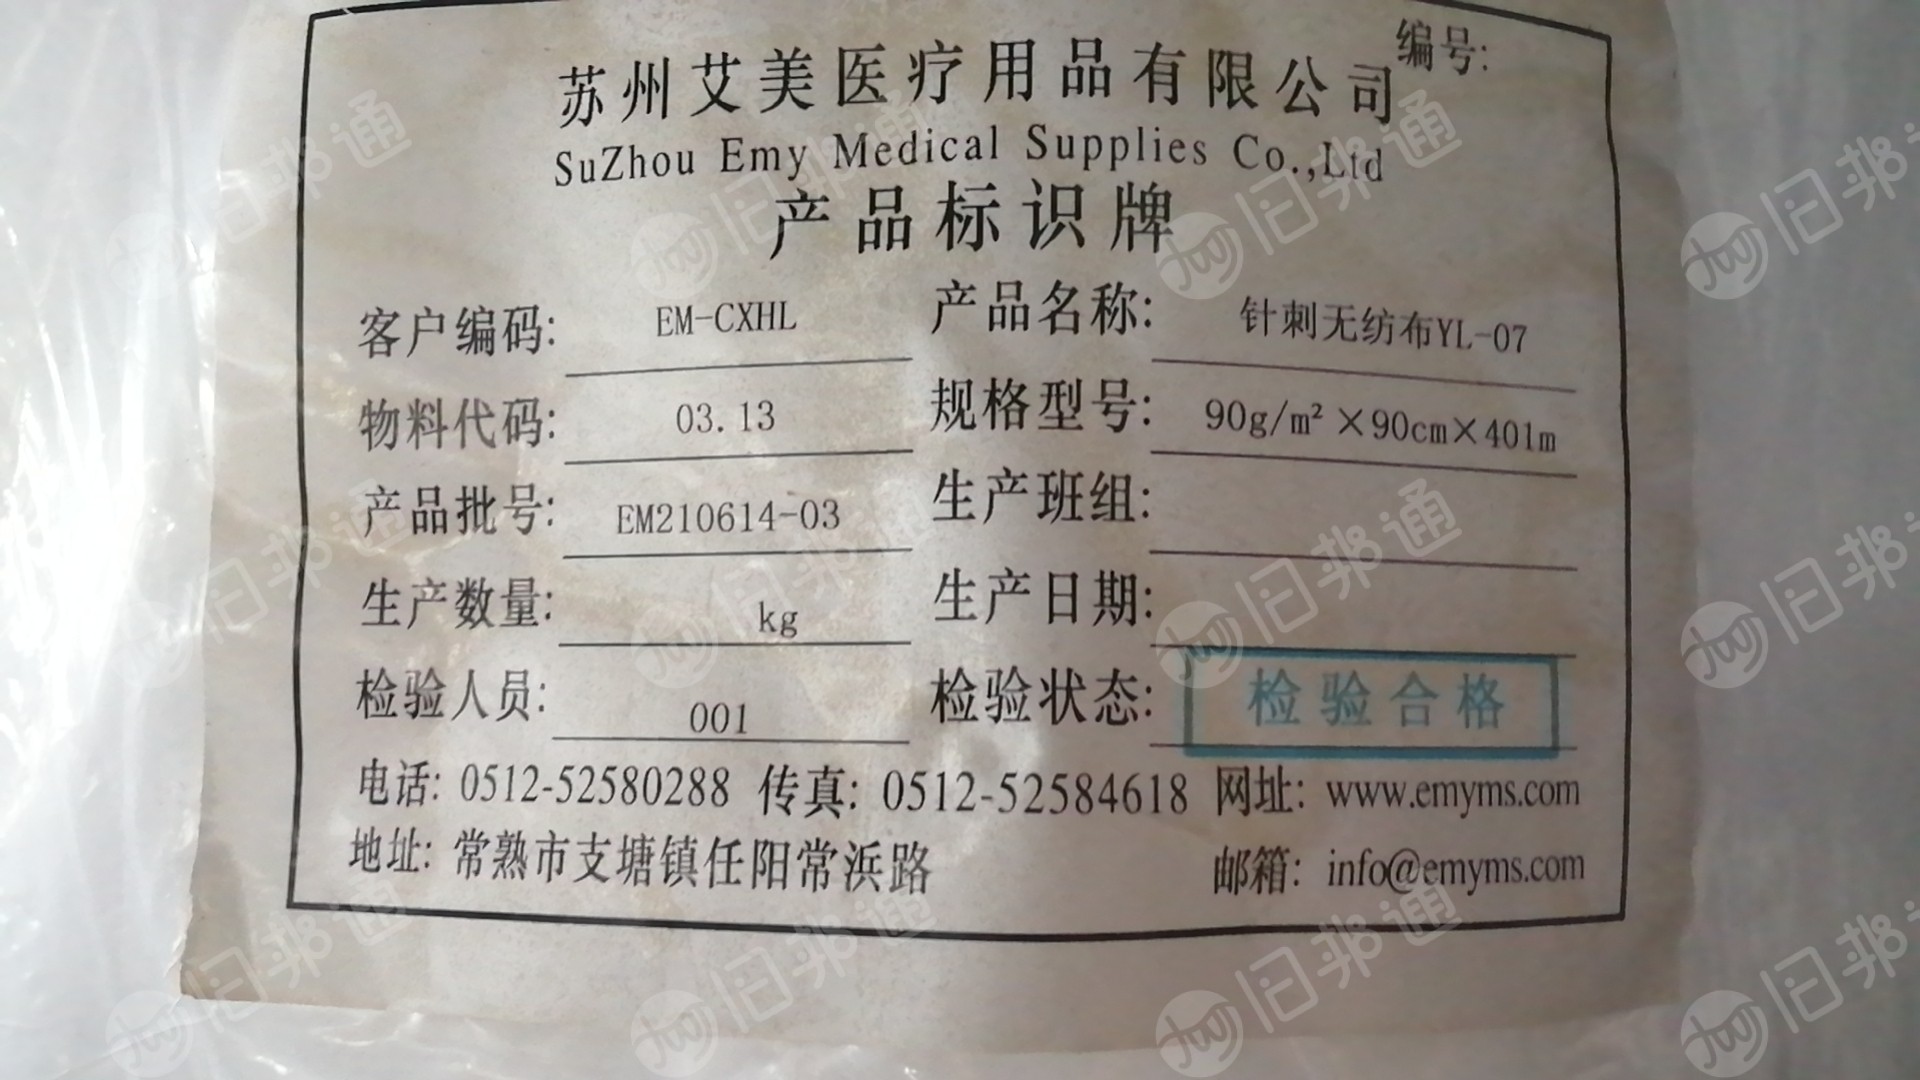 编号:
苏州艾美医疗用品有限公司
SuZhou Emy Medical Supplies Co.,Ltd
产品标识牌
客户编码: EM-CXHL 产品名称: 针刺无纺布YL-07
物料代码: 03.13 规格型号: 90g/m²×90cm×401m
产品批号: EM210614-03 生产班组:
生产数量: kg 生产日期:
检验人员: 001 检验状态: 检验合格
电话: 0512-52580288 传真: 0512-52584618 网址: www.emyms.com
地址: 常熟市支塘镇任阳常浜路 邮箱: info@emyms.com
旧邦通